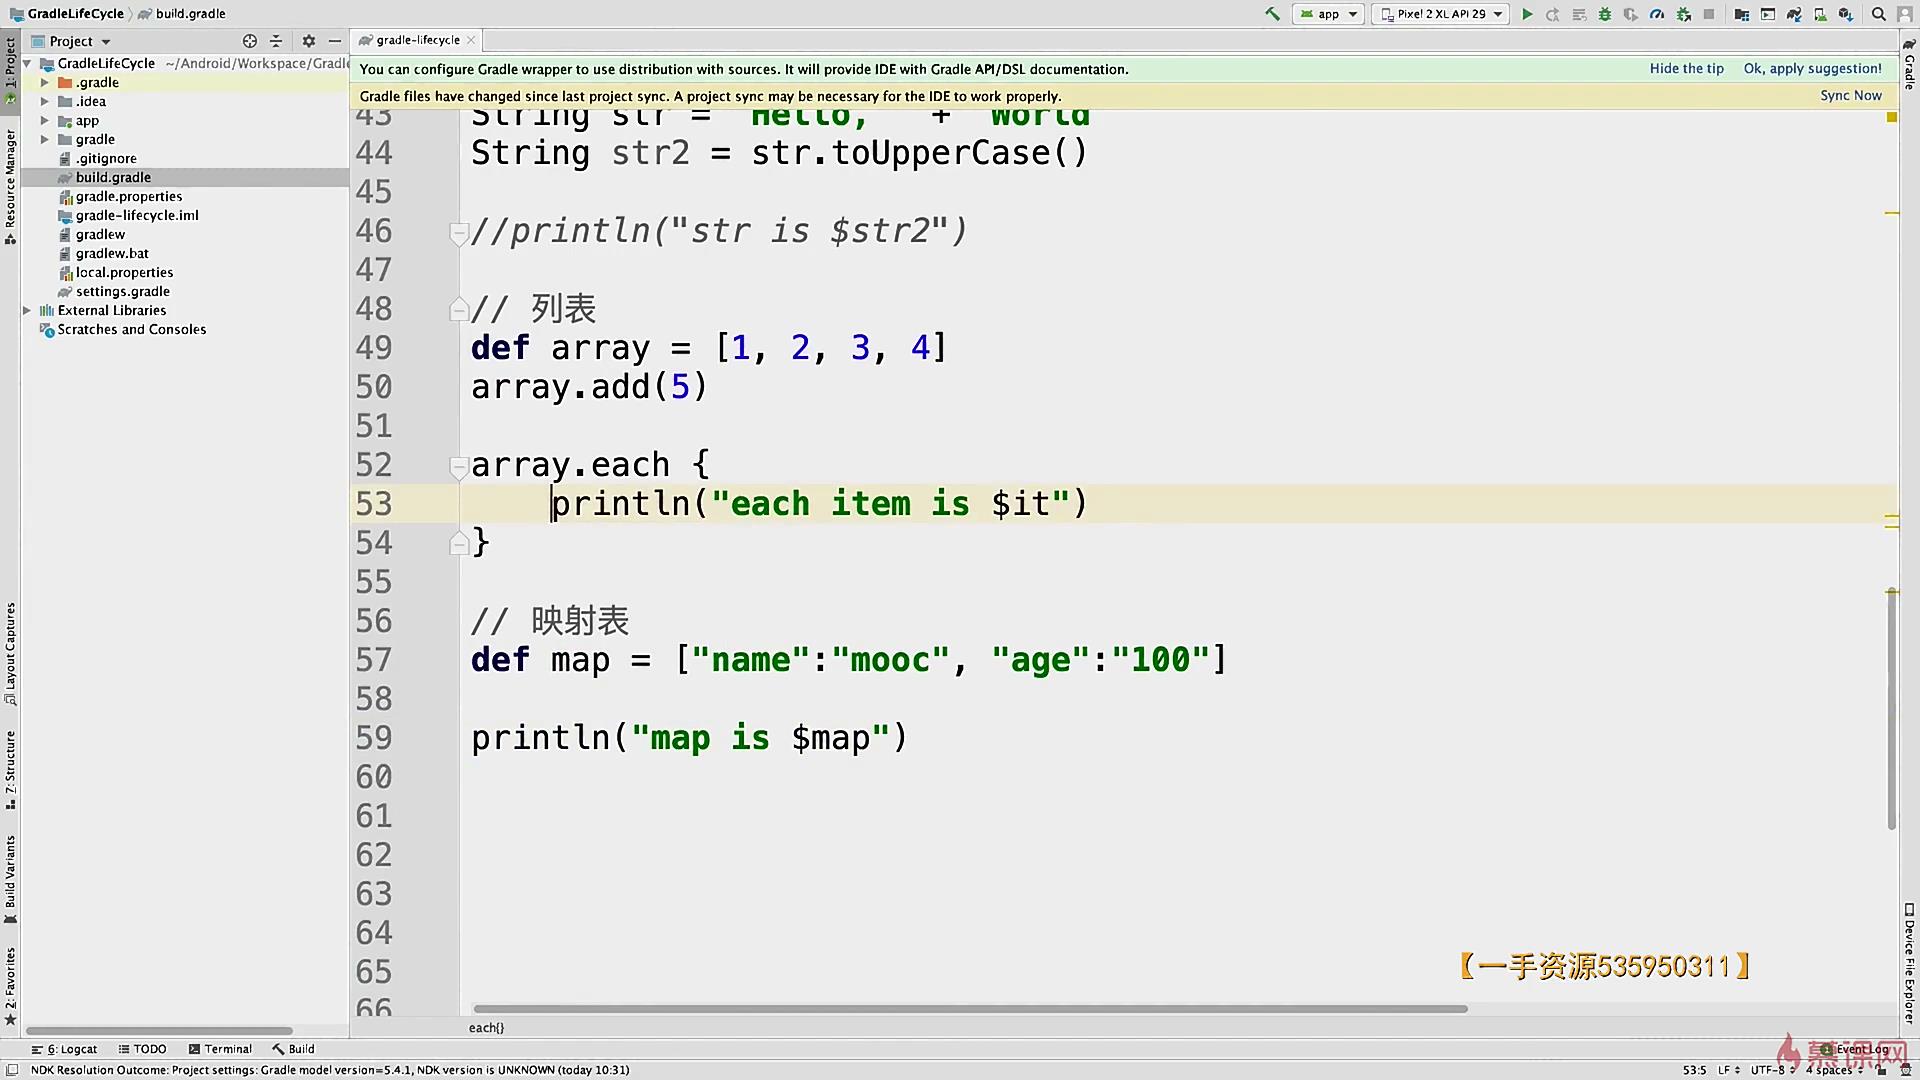 GradleLifeCycle build.gradle app Pixel 2 XL API 29
1: Project
Resource Manager
Layout Captures
7: Structure
Build Variants
2: Favorites
Project
GradleLifeCycle ~/Android/Workspace/Gradle
.gradle
.idea
app
gradle
.gitignore
build.gradle
gradle.properties
gradle-lifecycle.iml
gradlew
gradlew.bat
local.properties
settings.gradle
External Libraries
Scratches and Consoles
gradle-lifecycle
You can configure Gradle wrapper to use distribution with sources. It will provide IDE with Gradle API/DSL documentation. Hide the tip Ok, apply suggestion!
Gradle files have changed since last project sync. A project sync may be necessary for the IDE to work properly. Sync Now
43 String str = "Hello, " + "World"
44 String str2 = str.toUpperCase()
45
46 //println("str is $str2")
47
48 // 列表
49 def array = [1, 2, 3, 4]
50 array.add(5)
51
52 array.each {
53 println("each item is $it")
54 }
55
56 // 映射表
57 def map = ["name":"mooc", "age":"100"]
58
59 println("map is $map")
60
61
62
63
64
65
66
【一手资源535950311】
each{}
Device File Explorer
6: Logcat TODO Terminal Build Event Log
慕课网
NDK Resolution Outcome: Project settings: Gradle model version=5.4.1, NDK version is UNKNOWN (today 10:31) 53:5 LF UTF-8 4 spaces